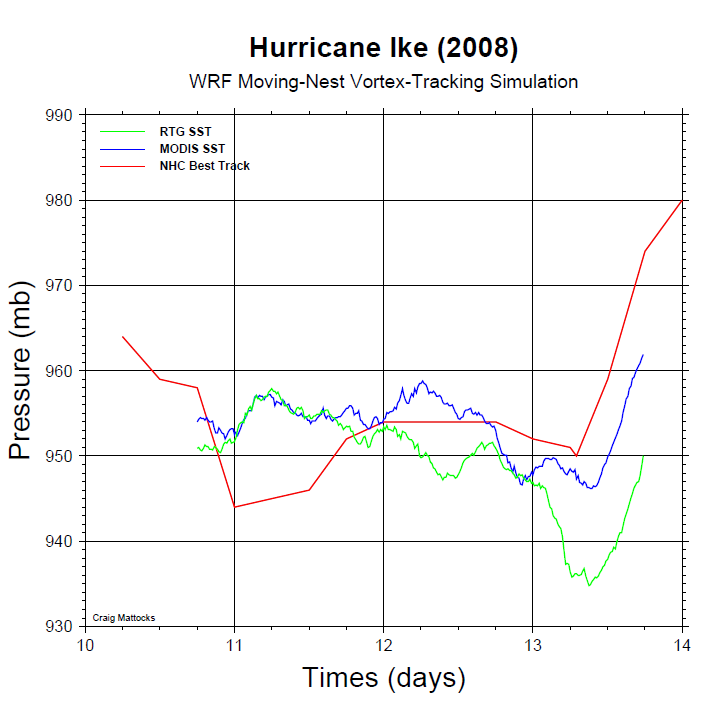 Hurricane Ike (2008)
WRF Moving-Nest Vortex-Tracking Simulation
990
980
970
960
950
940
930
Pressure (mb)
RTG SST
MODIS SST
NHC Best Track
Craig Mattocks
10 11 12 13 14
Times (days)